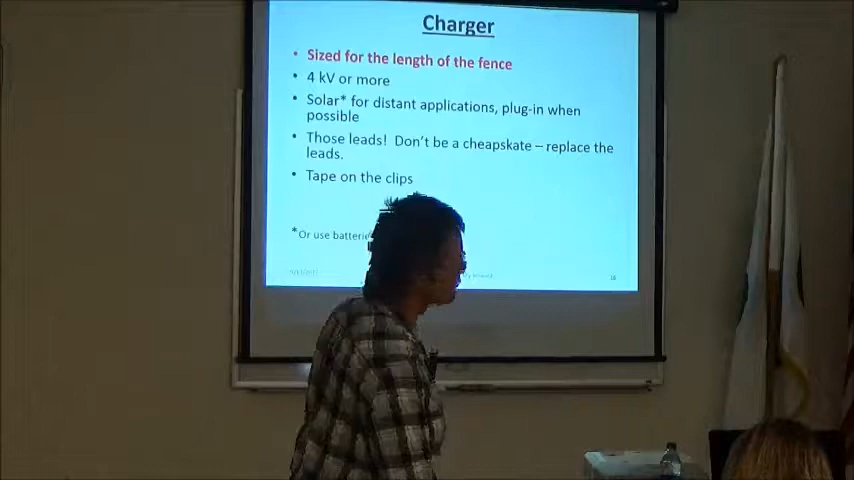 Charger
• Sized for the length of the fence
• 4 kV or more
• Solar* for distant applications, plug-in when
possible
• Those leads! Don't be a cheapskate – replace the
leads.
• Tape on the clips
*Or use batterie